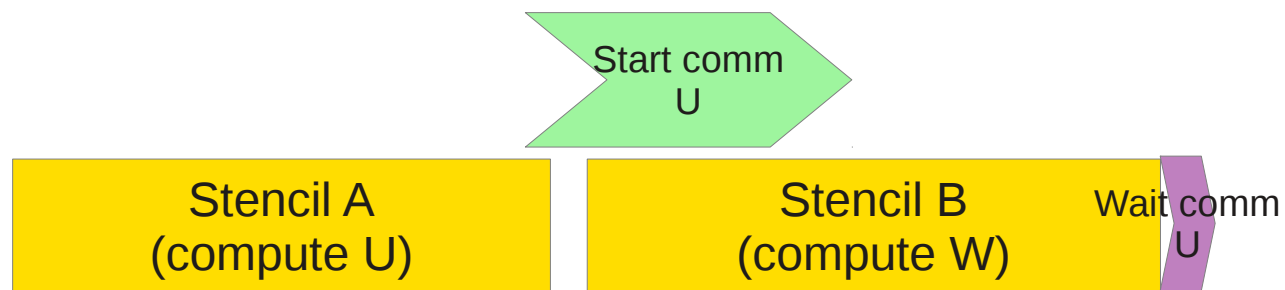 Start comm
U
Stencil A
(compute U)
Stencil B
(compute W)
Wait comm
U